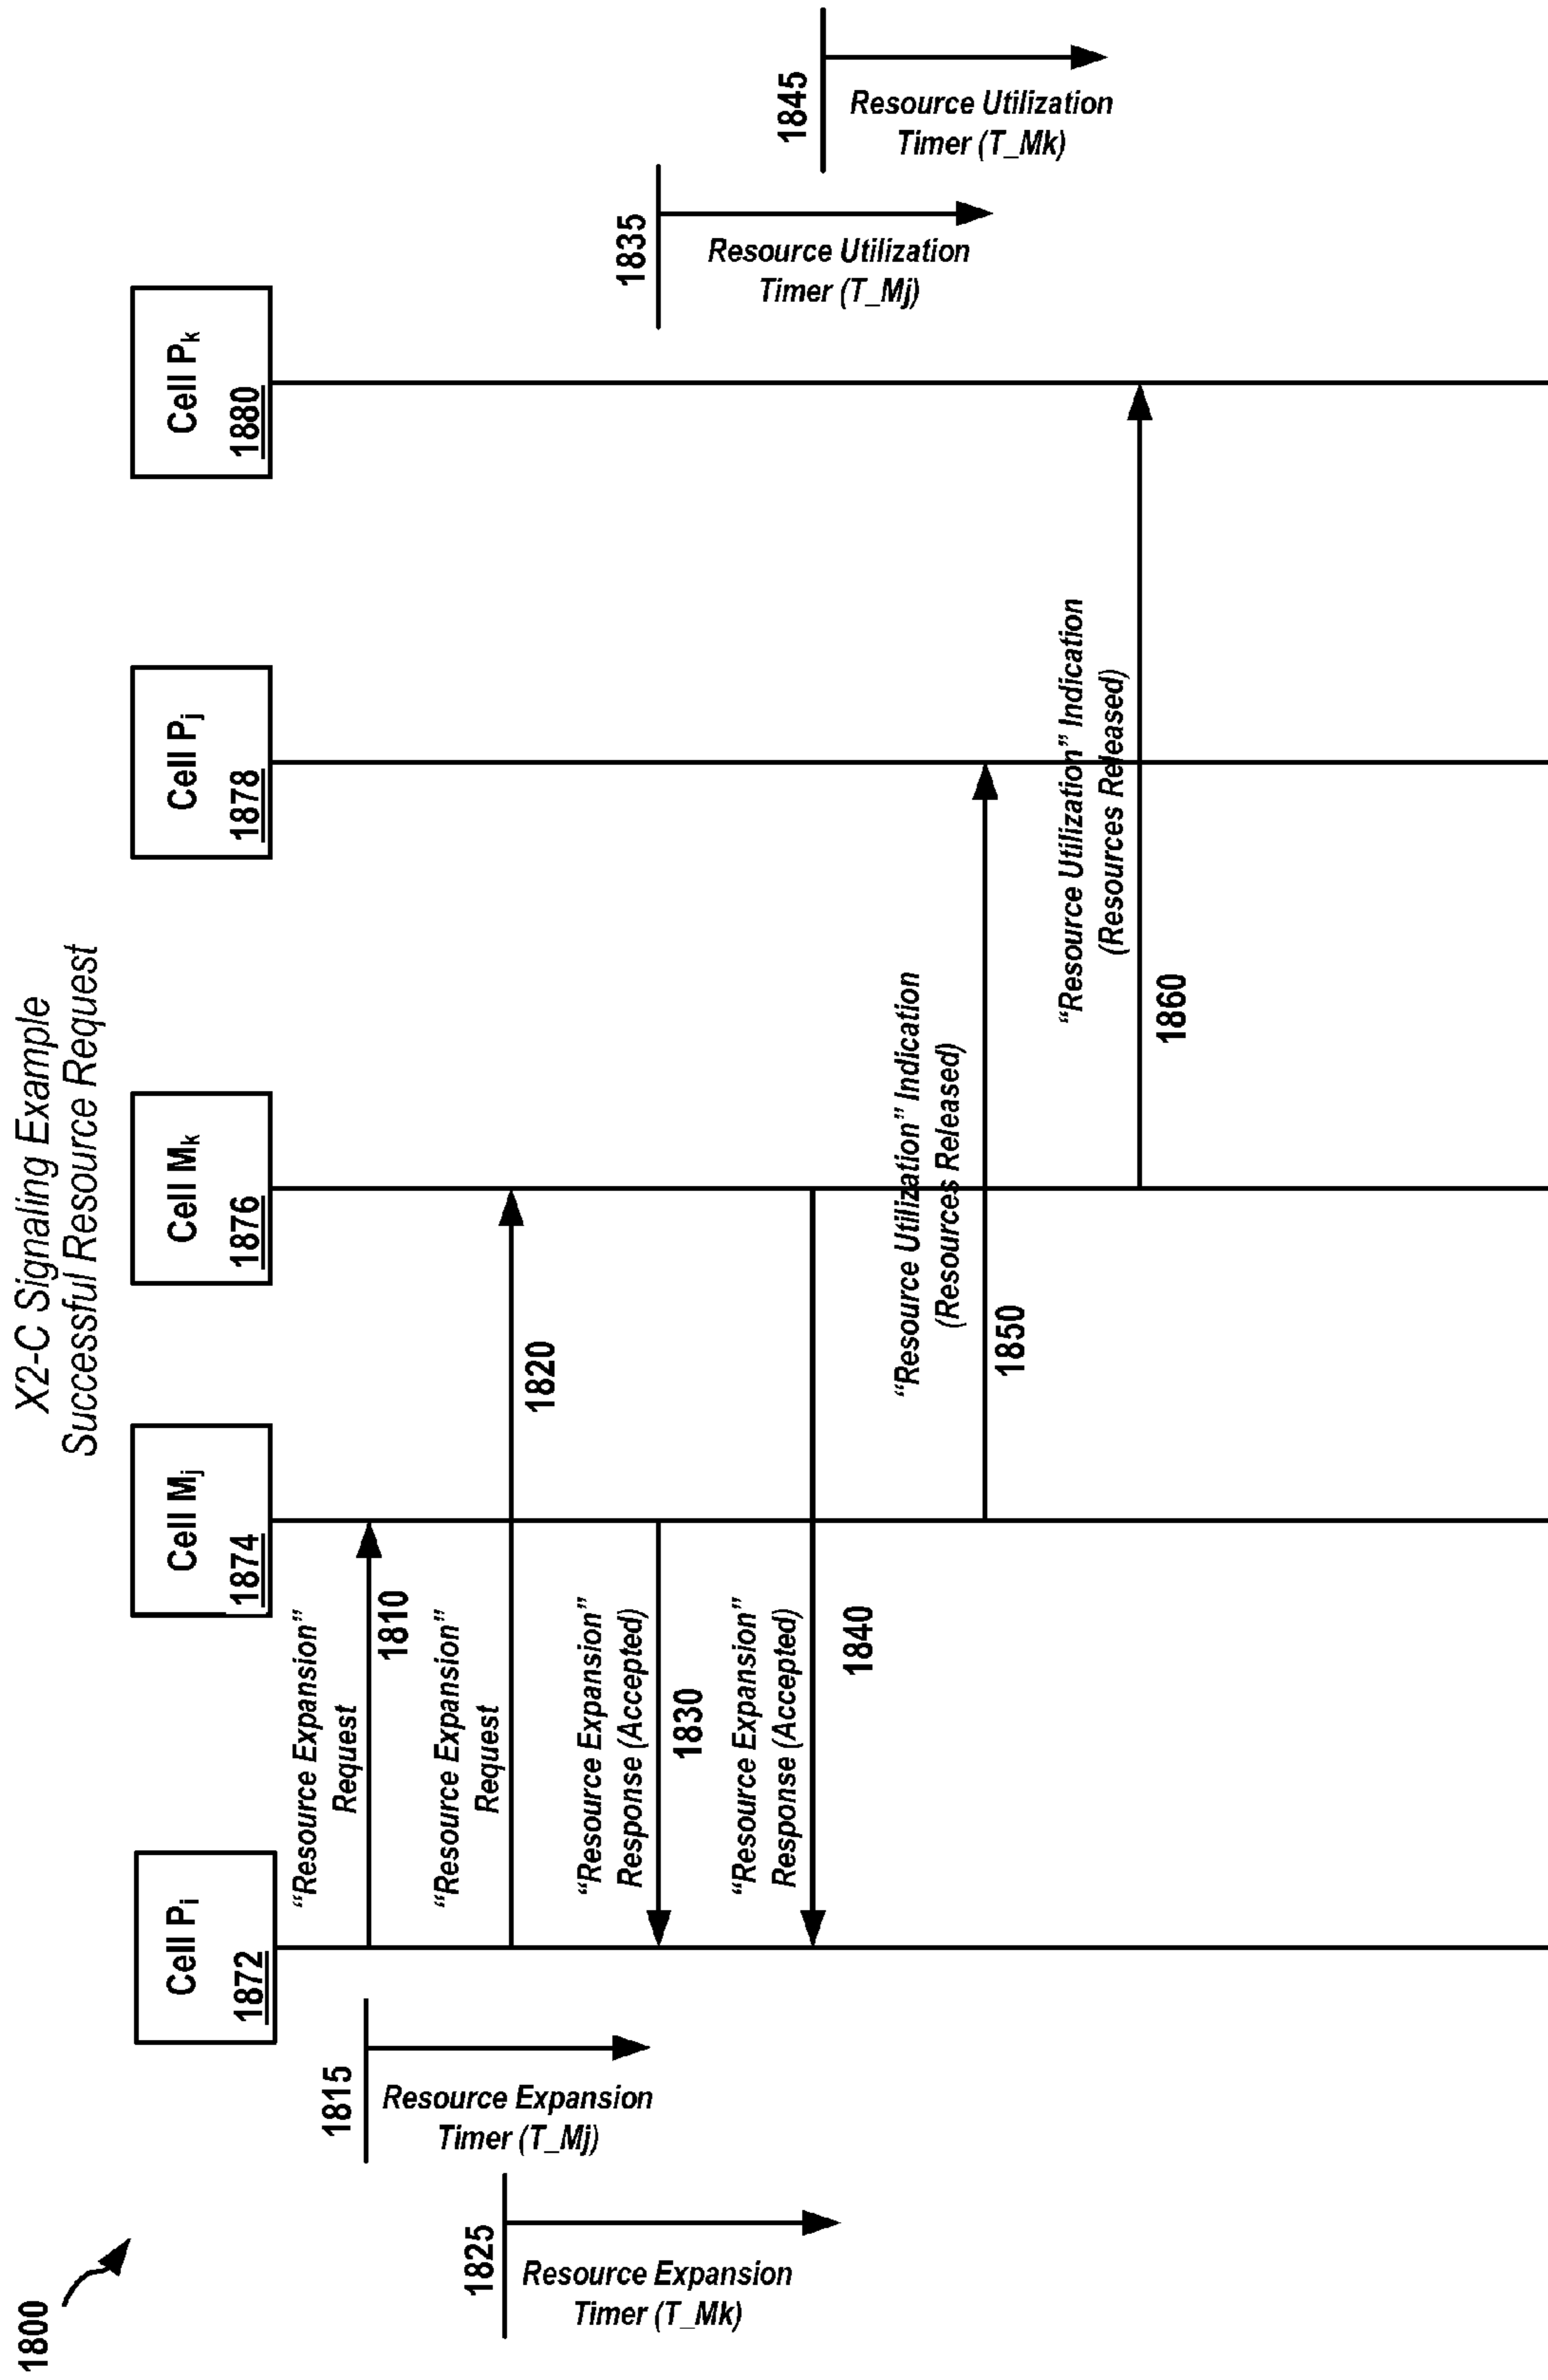 1800
X2-C Signaling Example
Successful Resource Request
Cell Pi
1872
Cell Mj
1874
Cell Mk
1876
Cell Pj
1878
Cell Pk
1880
1815
Resource Expansion
Timer (T_Mj)
“Resource Expansion”
Request
1810
1825
Resource Expansion
Timer (T_Mk)
“Resource Expansion”
Request
1820
“Resource Expansion”
Response (Accepted)
1830
1835
Resource Utilization
Timer (T_Mj)
“Resource Expansion”
Response (Accepted)
1840
1845
Resource Utilization
Timer (T_Mk)
“Resource Utilization” Indication
(Resources Released)
1850
“Resource Utilization” Indication
(Resources Released)
1860